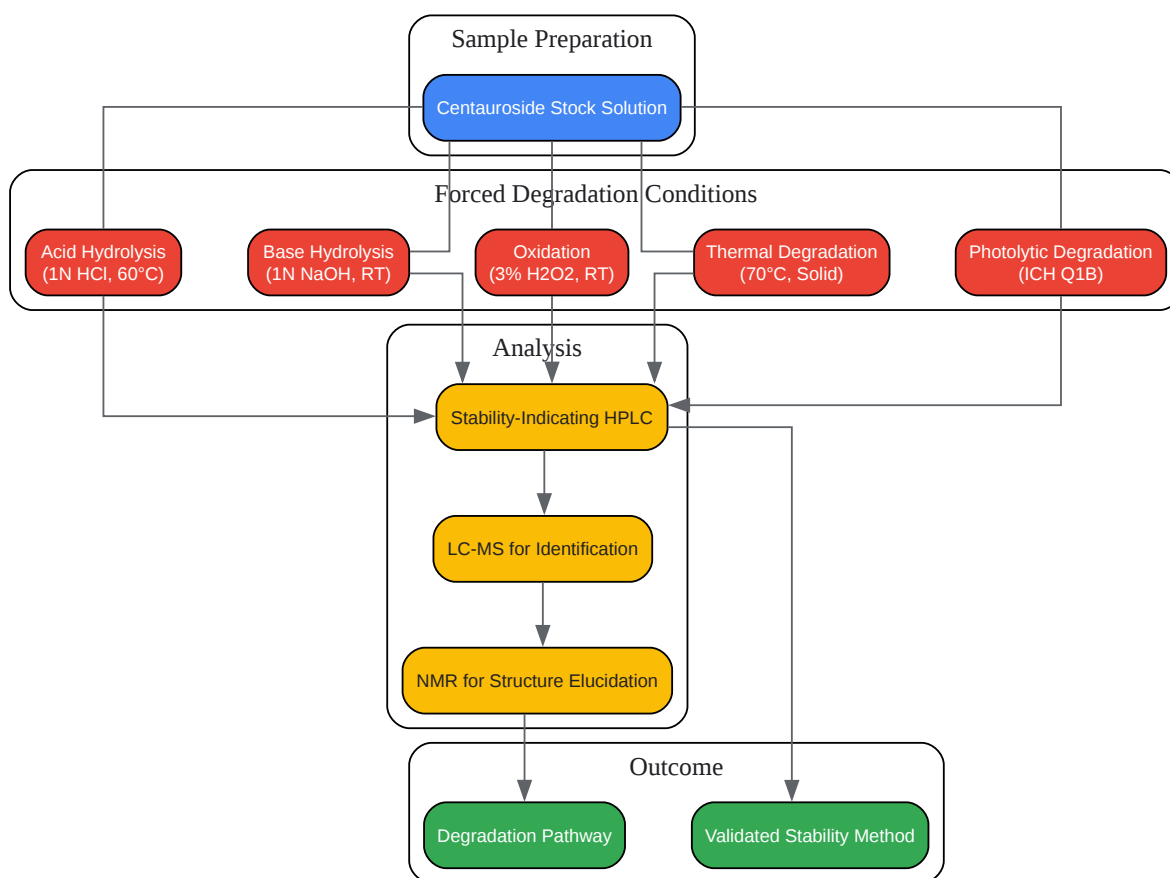 Sample Preparation
Centauroside Stock Solution
Forced Degradation Conditions
Acid Hydrolysis
(1N HCl, 60°C)
Base Hydrolysis
(1N NaOH, RT)
Oxidation
(3% H2O2, RT)
Thermal Degradation
(70°C, Solid)
Photolytic Degradation
(ICH Q1B)
Analysis
Stability-Indicating HPLC
LC-MS for Identification
NMR for Structure Elucidation
Outcome
Degradation Pathway
Validated Stability Method